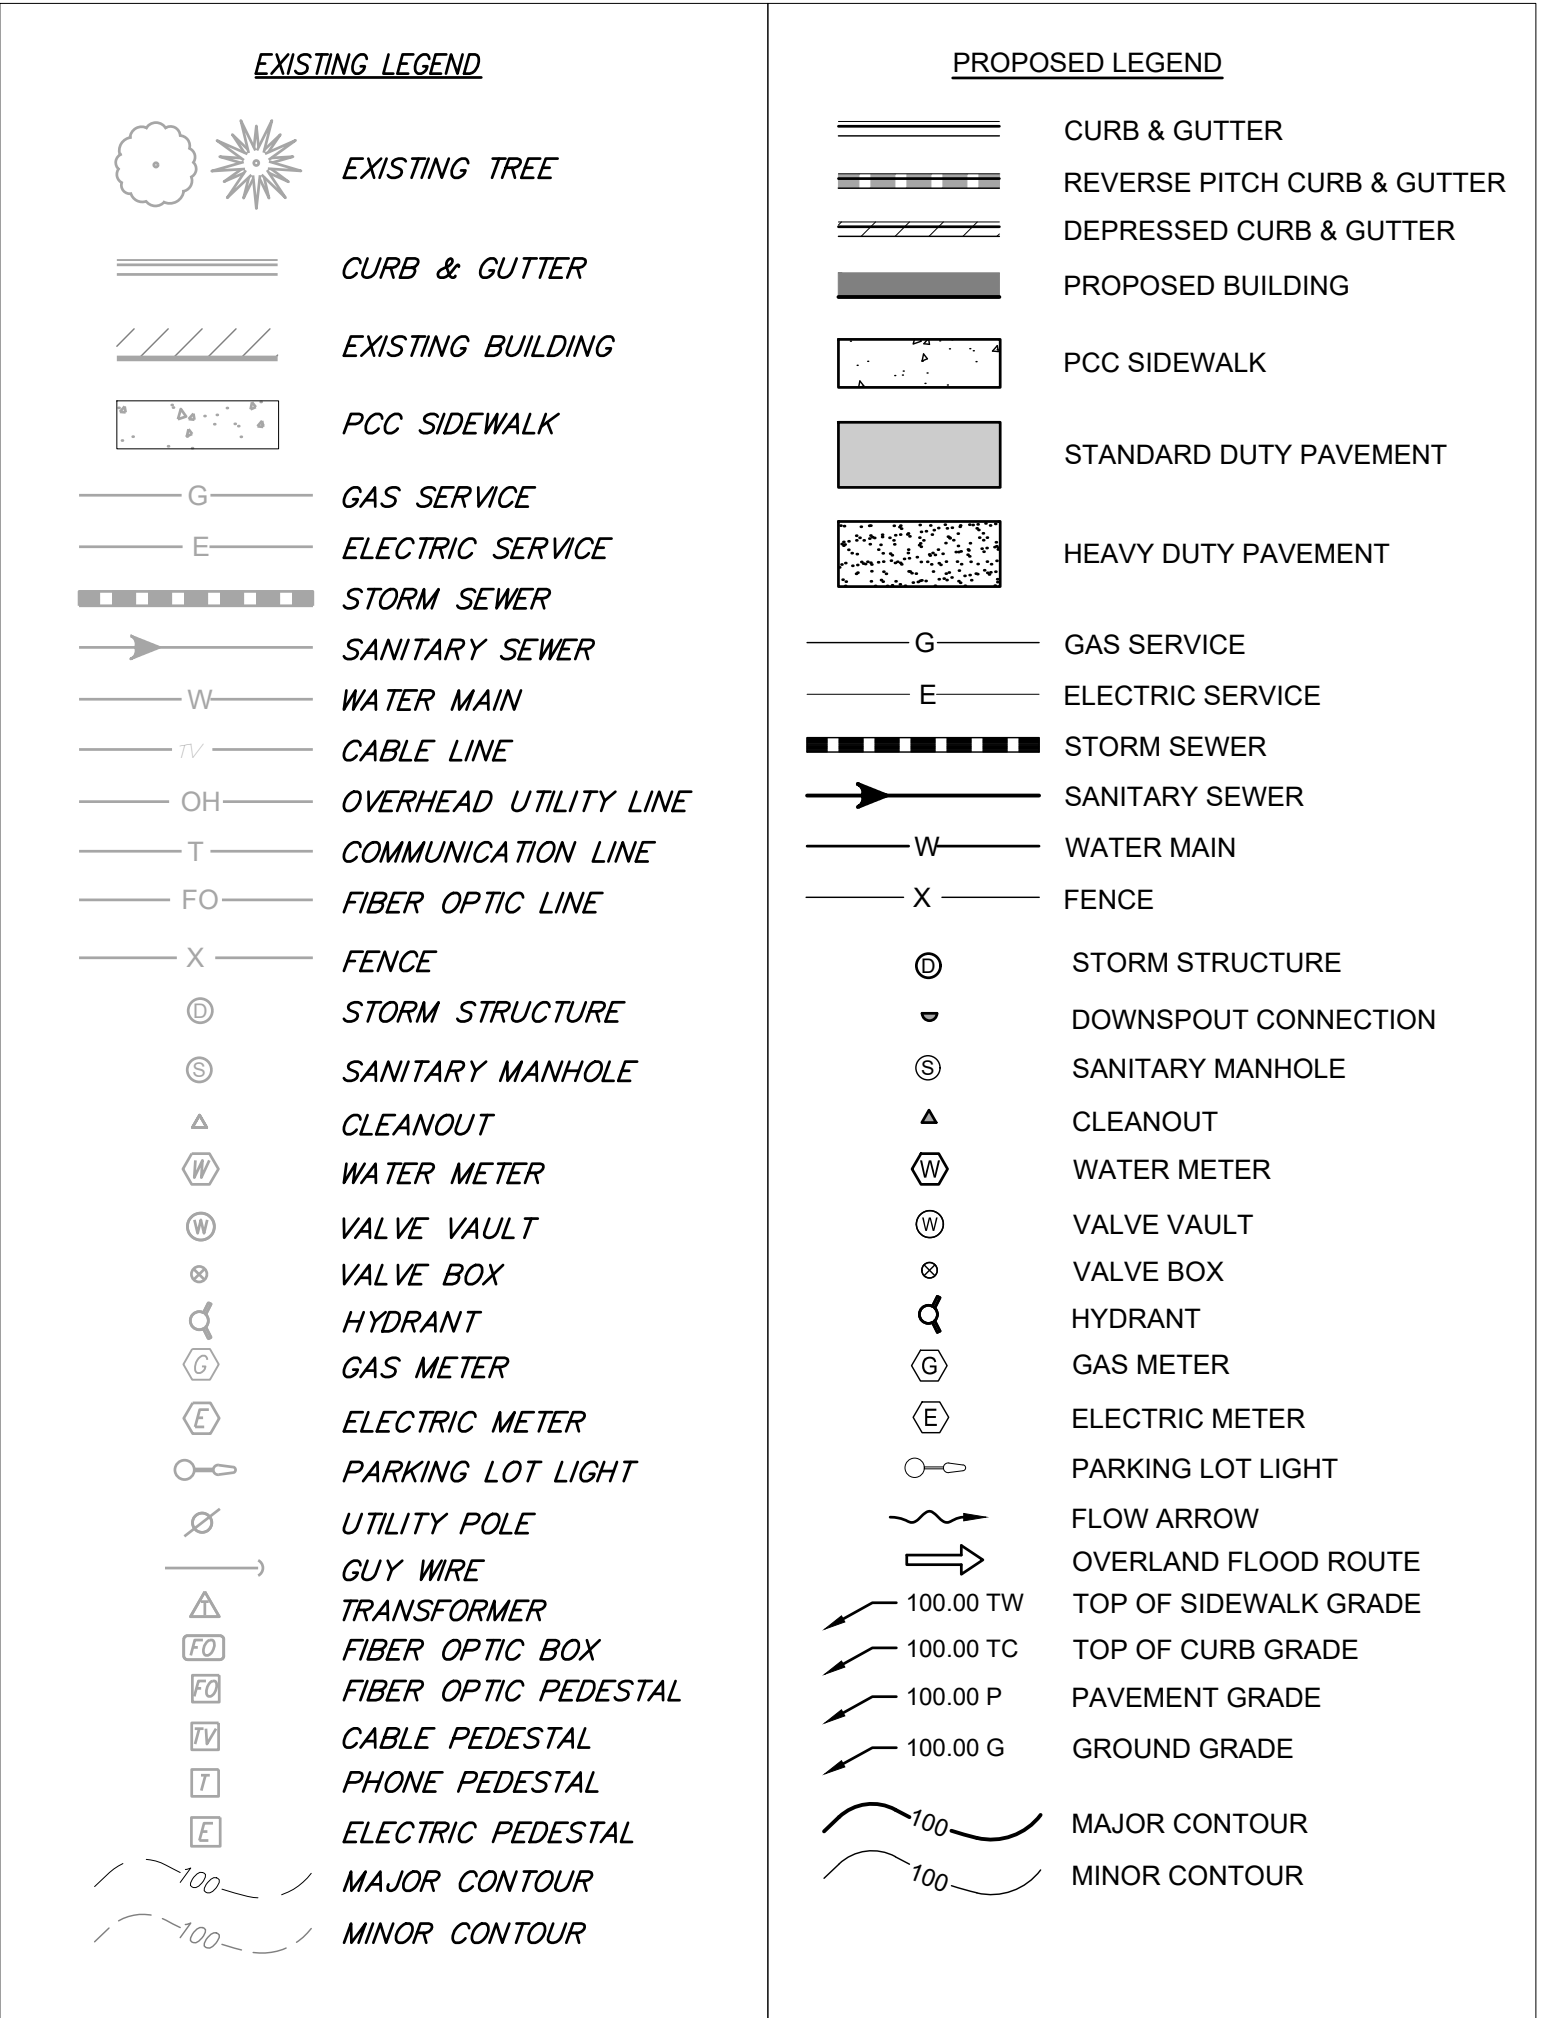 EXISTING LEGEND
EXISTING TREE
CURB & GUTTER
EXISTING BUILDING
PCC SIDEWALK
G GAS SERVICE
E ELECTRIC SERVICE
STORM SEWER
SANITARY SEWER
W WATER MAIN
TV CABLE LINE
OH OVERHEAD UTILITY LINE
T COMMUNICATION LINE
FO FIBER OPTIC LINE
X FENCE
D STORM STRUCTURE
S SANITARY MANHOLE
CLEANOUT
W WATER METER
W VALVE VAULT
VALVE BOX
HYDRANT
G GAS METER
E ELECTRIC METER
PARKING LOT LIGHT
UTILITY POLE
GUY WIRE
T TRANSFORMER
FO FIBER OPTIC BOX
FO FIBER OPTIC PEDESTAL
TV CABLE PEDESTAL
T PHONE PEDESTAL
E ELECTRIC PEDESTAL
100 MAJOR CONTOUR
100 MINOR CONTOUR
PROPOSED LEGEND
CURB & GUTTER
REVERSE PITCH CURB & GUTTER
DEPRESSED CURB & GUTTER
PROPOSED BUILDING
PCC SIDEWALK
STANDARD DUTY PAVEMENT
HEAVY DUTY PAVEMENT
G GAS SERVICE
E ELECTRIC SERVICE
STORM SEWER
SANITARY SEWER
W WATER MAIN
X FENCE
D STORM STRUCTURE
DOWNSPOUT CONNECTION
S SANITARY MANHOLE
CLEANOUT
W WATER METER
W VALVE VAULT
VALVE BOX
HYDRANT
G GAS METER
E ELECTRIC METER
PARKING LOT LIGHT
FLOW ARROW
OVERLAND FLOOD ROUTE
100.00 TW TOP OF SIDEWALK GRADE
100.00 TC TOP OF CURB GRADE
100.00 P PAVEMENT GRADE
100.00 G GROUND GRADE
100 MAJOR CONTOUR
100 MINOR CONTOUR